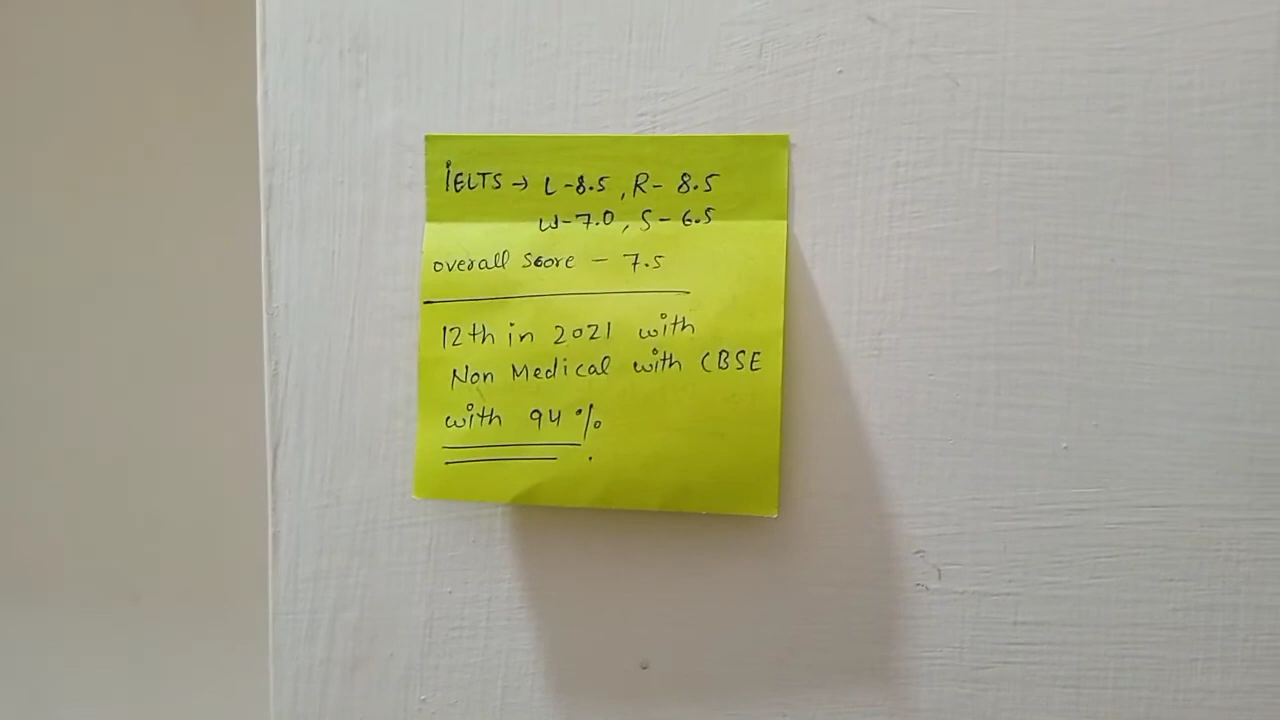 IELTS → L-8.5, R- 8.5
W-7.0, S- 6.5
overall score - 7.5
12th in 2021 with
Non Medical with CBSE
with 94%.